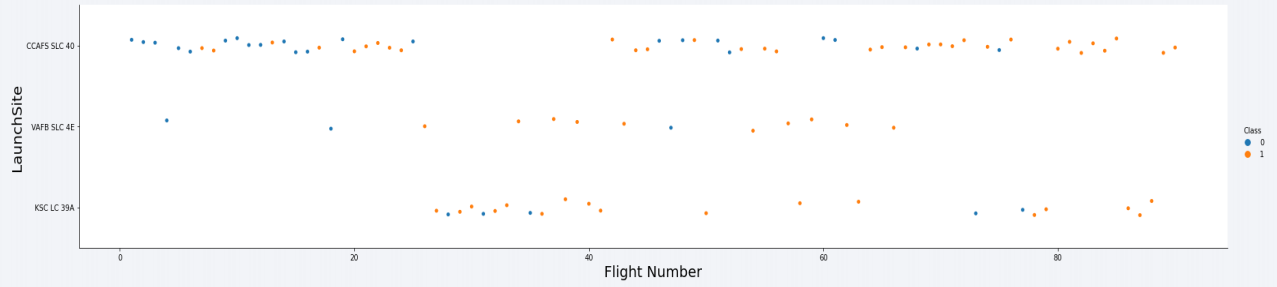 LaunchSite
CCAFS SLC 40
VAFB SLC 4E
KSC LC 39A
0 20 40 60 80
Flight Number
Class
0
1